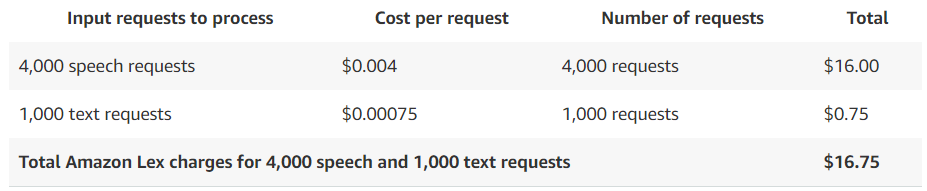 Input requests to process Cost per request Number of requests Total
4,000 speech requests $0.004 4,000 requests $16.00
1,000 text requests $0.00075 1,000 requests $0.75
Total Amazon Lex charges for 4,000 speech and 1,000 text requests $16.75